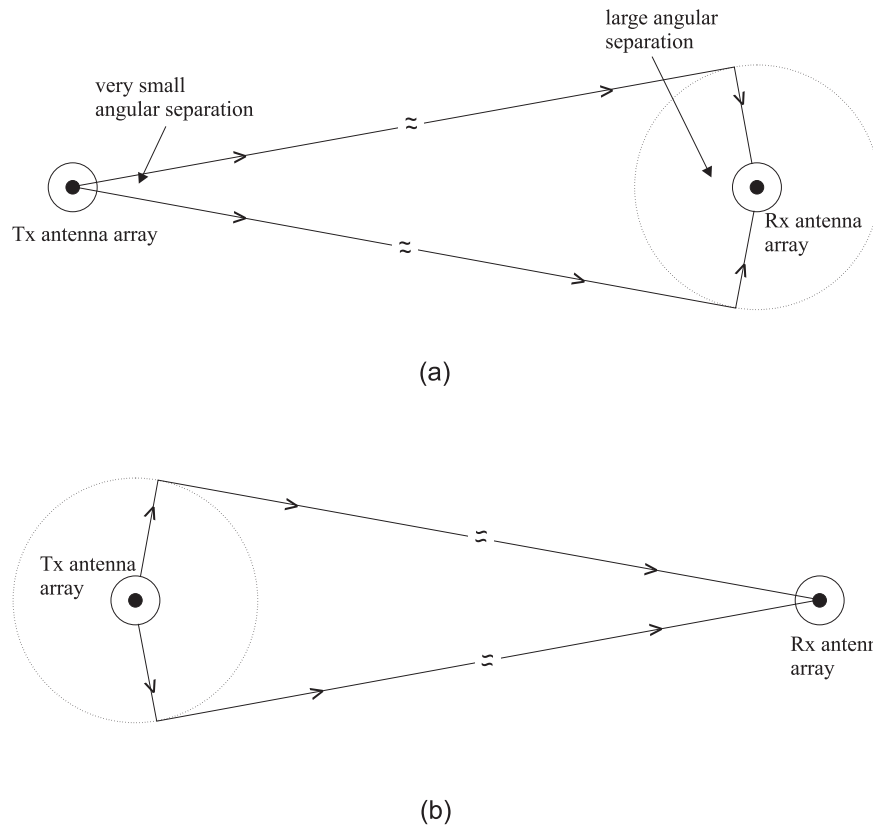 large angular
separation
very small
angular separation
≈
Tx antenna array
Rx antenna
array
≈
(a)
≈
Tx antenna
array
Rx antenn
array
≈
(b)